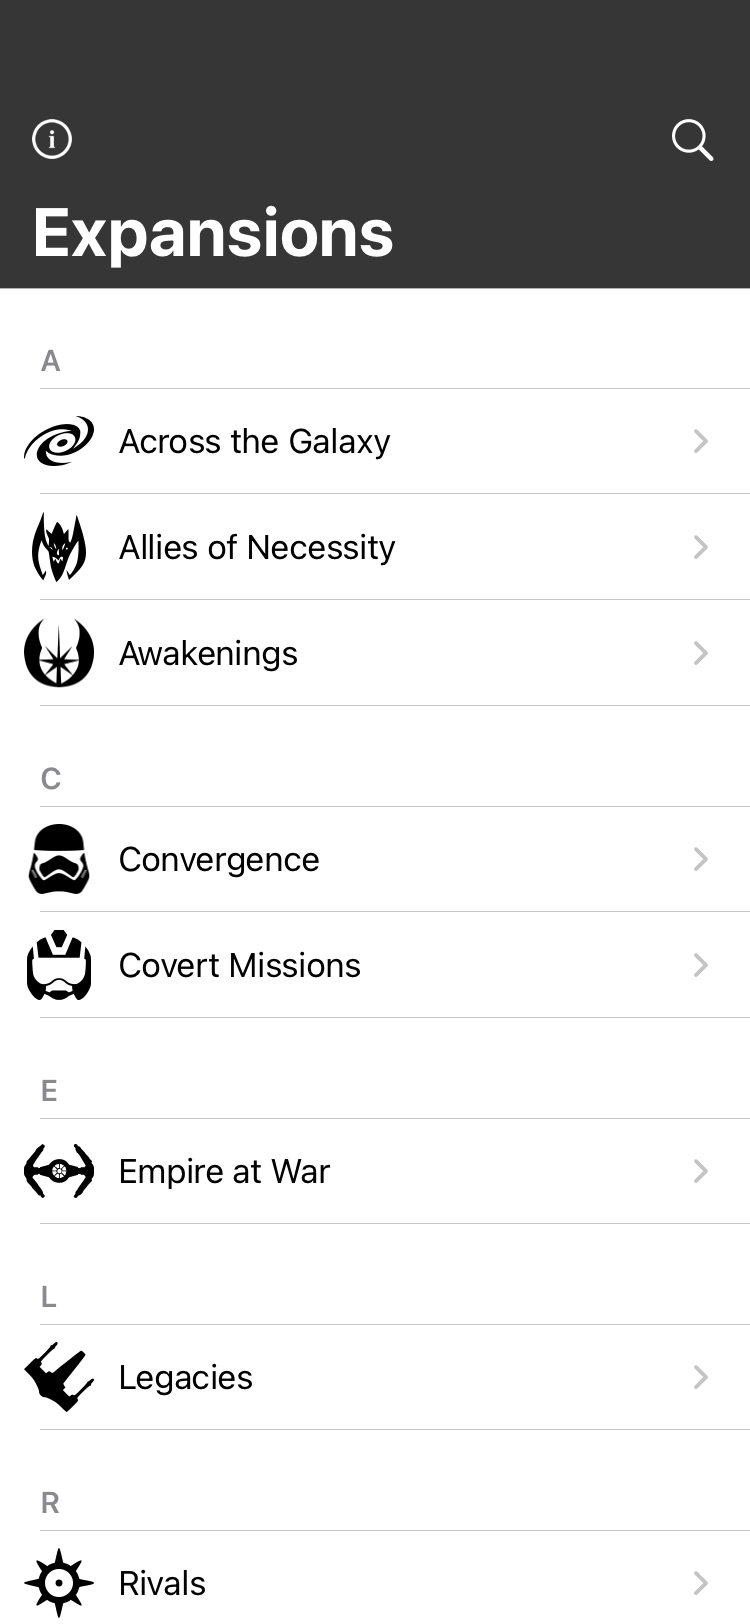 Expansions
A
Across the Galaxy
Allies of Necessity
Awakenings
C
Convergence
Covert Missions
E
Empire at War
L
Legacies
R
Rivals